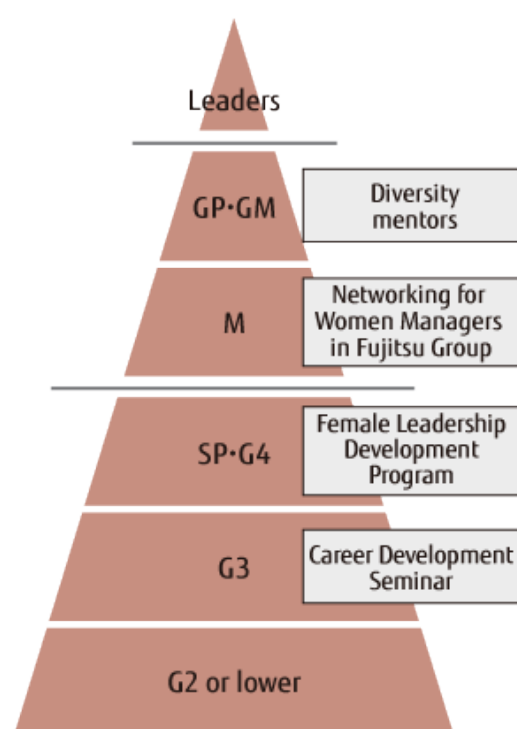 Leaders
GP・GM
Diversity
mentors
M
Networking for
Women Managers
in Fujitsu Group
SP・G4
Female Leadership
Development
Program
G3
Career Development
Seminar
G2 or lower